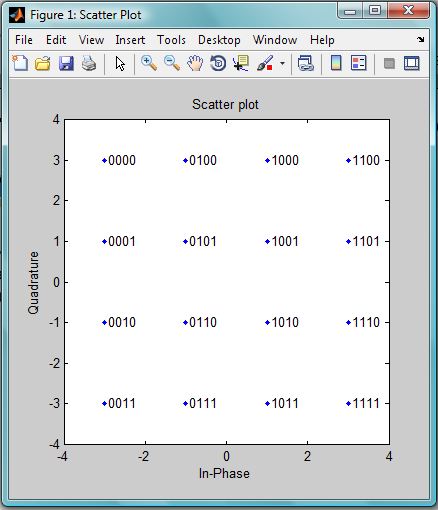 Figure 1: Scatter Plot
File Edit View Insert Tools Desktop Window Help
Scatter plot
4
3
2
1
0
-1
-2
-3
-4
Quadrature
0000 0100 1000 1100
0001 0101 1001 1101
0010 0110 1010 1110
0011 0111 1011 1111
-4 -2 0 2 4
In-Phase